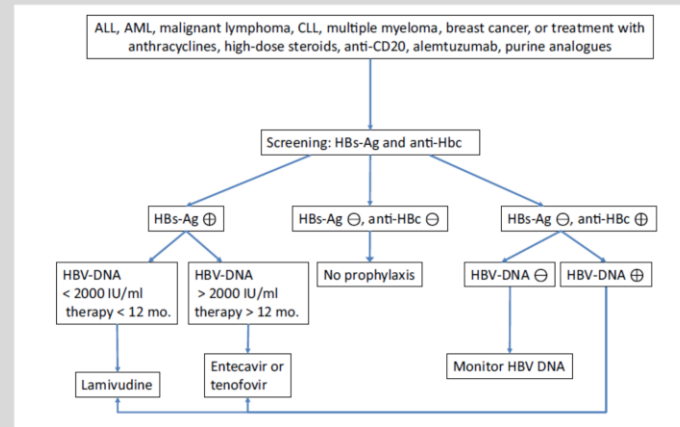 ALL, AML, malignant lymphoma, CLL, multiple myeloma, breast cancer, or treatment with
anthracyclines, high-dose steroids, anti-CD20, alemtuzumab, purine analogues
Screening: HBs-Ag and anti-Hbc
HBs-Ag ⊕
HBs-Ag ⊖, anti-HBc ⊖
HBs-Ag ⊖, anti-HBc ⊕
HBV-DNA
< 2000 IU/ml
therapy < 12 mo.
HBV-DNA
> 2000 IU/ml
therapy > 12 mo.
No prophylaxis
HBV-DNA ⊖
HBV-DNA ⊕
Lamivudine
Entecavir or
tenofovir
Monitor HBV DNA